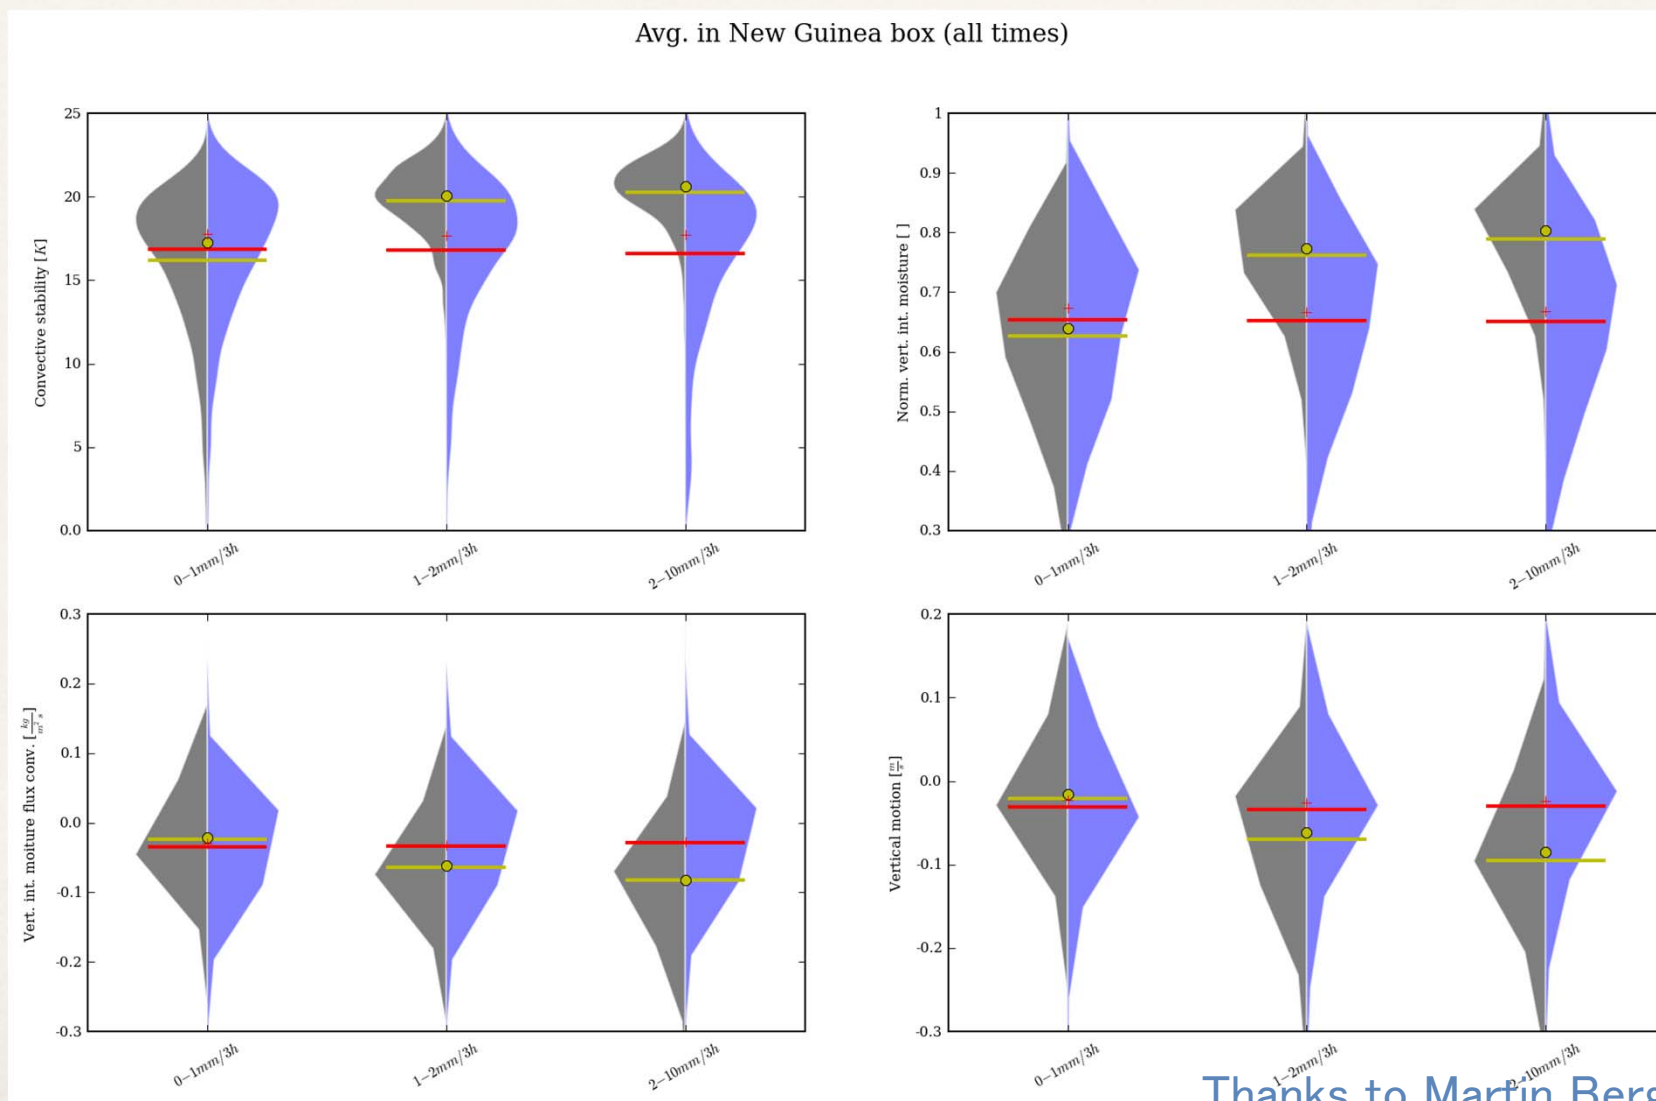 Avg. in New Guinea box (all times)
Convective stability [K]
25
20
15
10
5
0.0
0−1mm/3h
1−2mm/3h
2−10mm/3h
Norm. vert. int. moisture [ ]
1
0.9
0.8
0.7
0.6
0.5
0.4
0.3
0−1mm/3h
1−2mm/3h
2−10mm/3h
Vert. int. moiture flux conv. [kg/m² s]
0.3
0.2
0.1
0.0
-0.1
-0.2
-0.3
0−1mm/3h
1−2mm/3h
2−10mm/3h
Vertical motion [m/s]
0.2
0.1
0.0
-0.1
-0.2
-0.3
0−1mm/3h
1−2mm/3h
2−10mm/3h
Thanks to Martin Berg